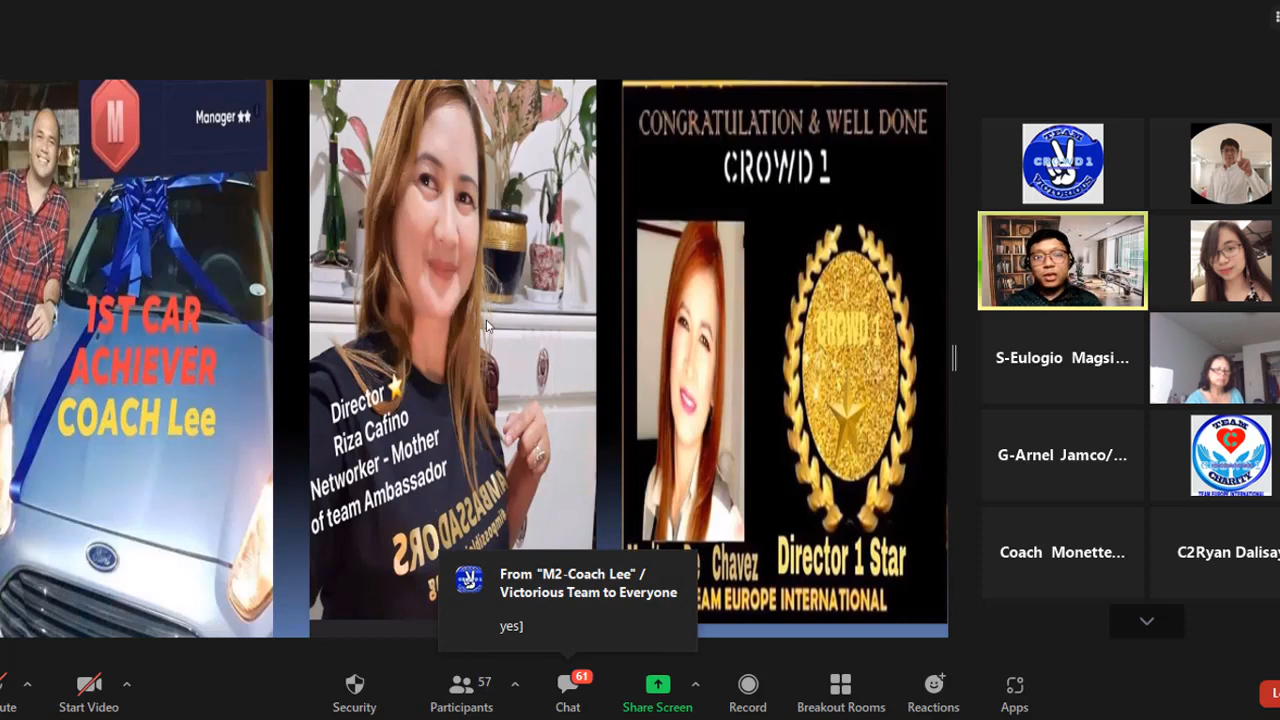 M
Manager ★★
1ST CAR
ACHIEVER
COACH Lee
Director ⭐
Riza Cafino
Networker - Mother
of team Ambassador
AMBASSADORS
CONGRATULATION & WELL DONE
CROWD 1
CROWD 1
Chavez
Director 1 Star
TEAM EUROPE INTERNATIONAL
TEAM
CROWD 1
VICTORIOUS
S-Eulogio Magsi...
G-Arnel Jamco/...
TEAM
CHARITY
TEAM EUROPE INTERNATIONAL
Coach Monette...
C2Ryan Dalisay
From "M2-Coach Lee" /
Victorious Team to Everyone
yes]
ute
Start Video
Security
57
Participants
61
Chat
Share Screen
Record
Breakout Rooms
Reactions
Apps